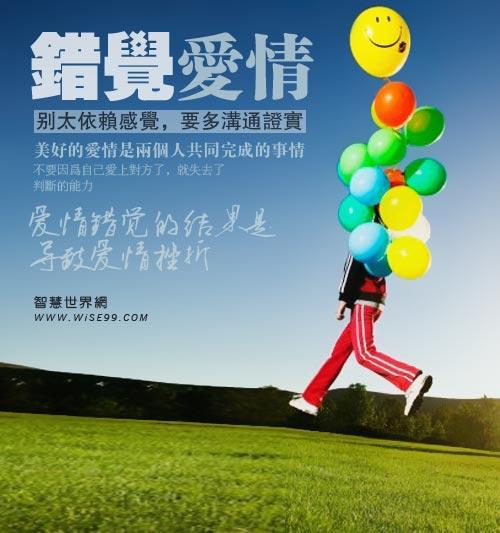 錯覺愛情
别太依賴感覺，要多溝通證實
美好的愛情是兩個人共同完成的事情
不要因爲自己愛上對方了，就失去了
判斷的能力
爱情錯觉的结果是
导致爱情挫折
智慧世界網
WWW.WiSE99.COM